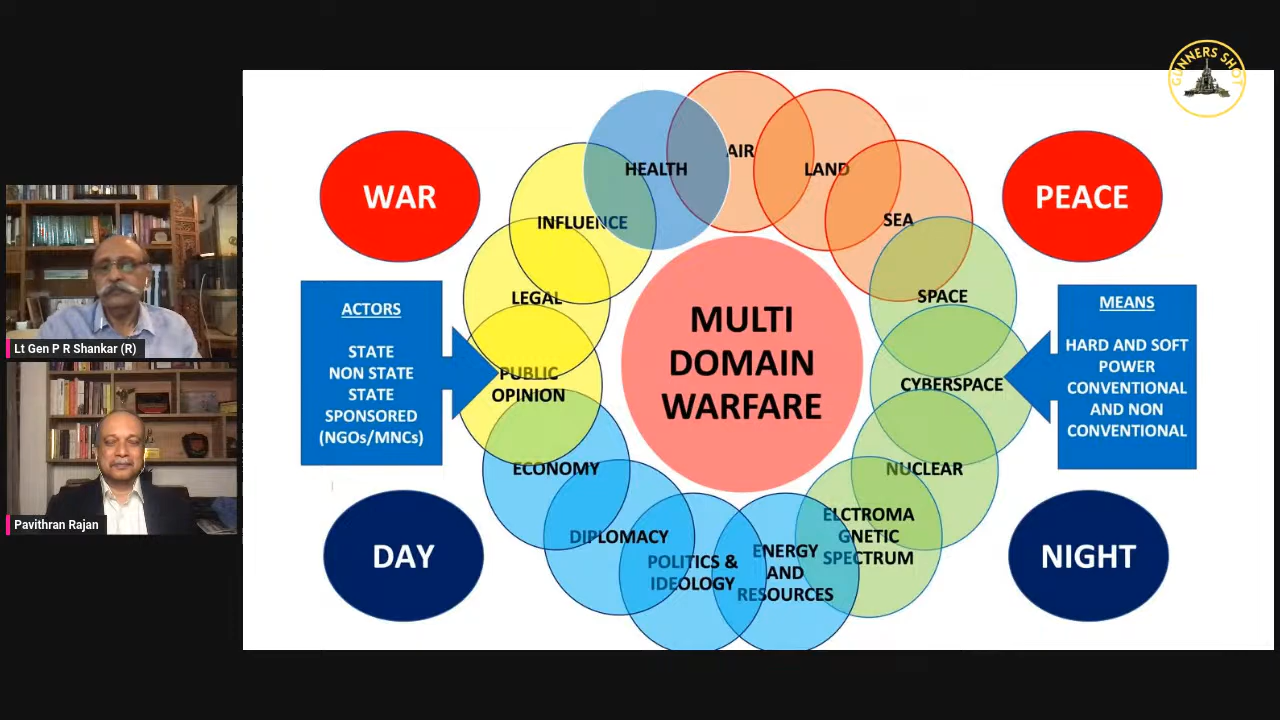 GUNNERS SHOT
WAR
PEACE
HEALTH
AIR
LAND
SEA
INFLUENCE
LEGAL
PUBLIC
OPINION
SPACE
CYBERSPACE
NUCLEAR
ELCTROMA
GNETIC
SPECTRUM
ENERGY
AND
RESOURCES
POLITICS &
IDEOLOGY
DIPLOMACY
ECONOMY
MULTI
DOMAIN
WARFARE
ACTORS
STATE
NON STATE
STATE
SPONSORED
(NGOs/MNCs)
MEANS
HARD AND SOFT
POWER
CONVENTIONAL
AND NON
CONVENTIONAL
DAY
NIGHT
Lt Gen P R Shankar (R)
Pavithran Rajan